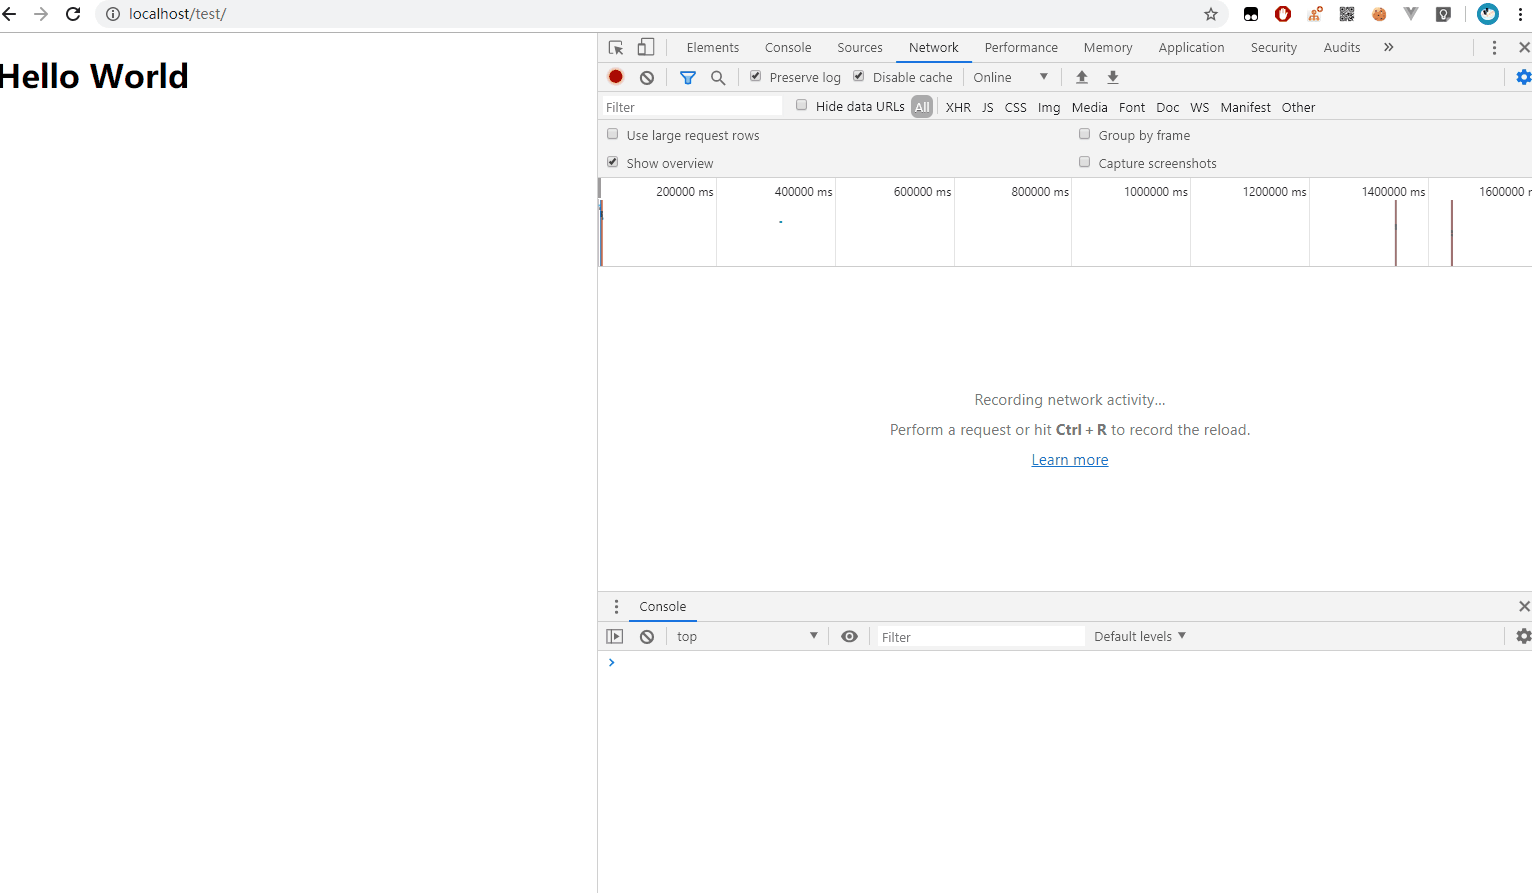 localhost/test/
Hello World
Elements Console Sources Network Performance Memory Application Security Audits »
Preserve log Disable cache Online
Filter Hide data URLs All XHR JS CSS Img Media Font Doc WS Manifest Other
Use large request rows Group by frame
Show overview Capture screenshots
200000 ms 400000 ms 600000 ms 800000 ms 1000000 ms 1200000 ms 1400000 ms 1600000
Recording network activity…
Perform a request or hit Ctrl + R to record the reload.
Learn more
Console
top Filter Default levels